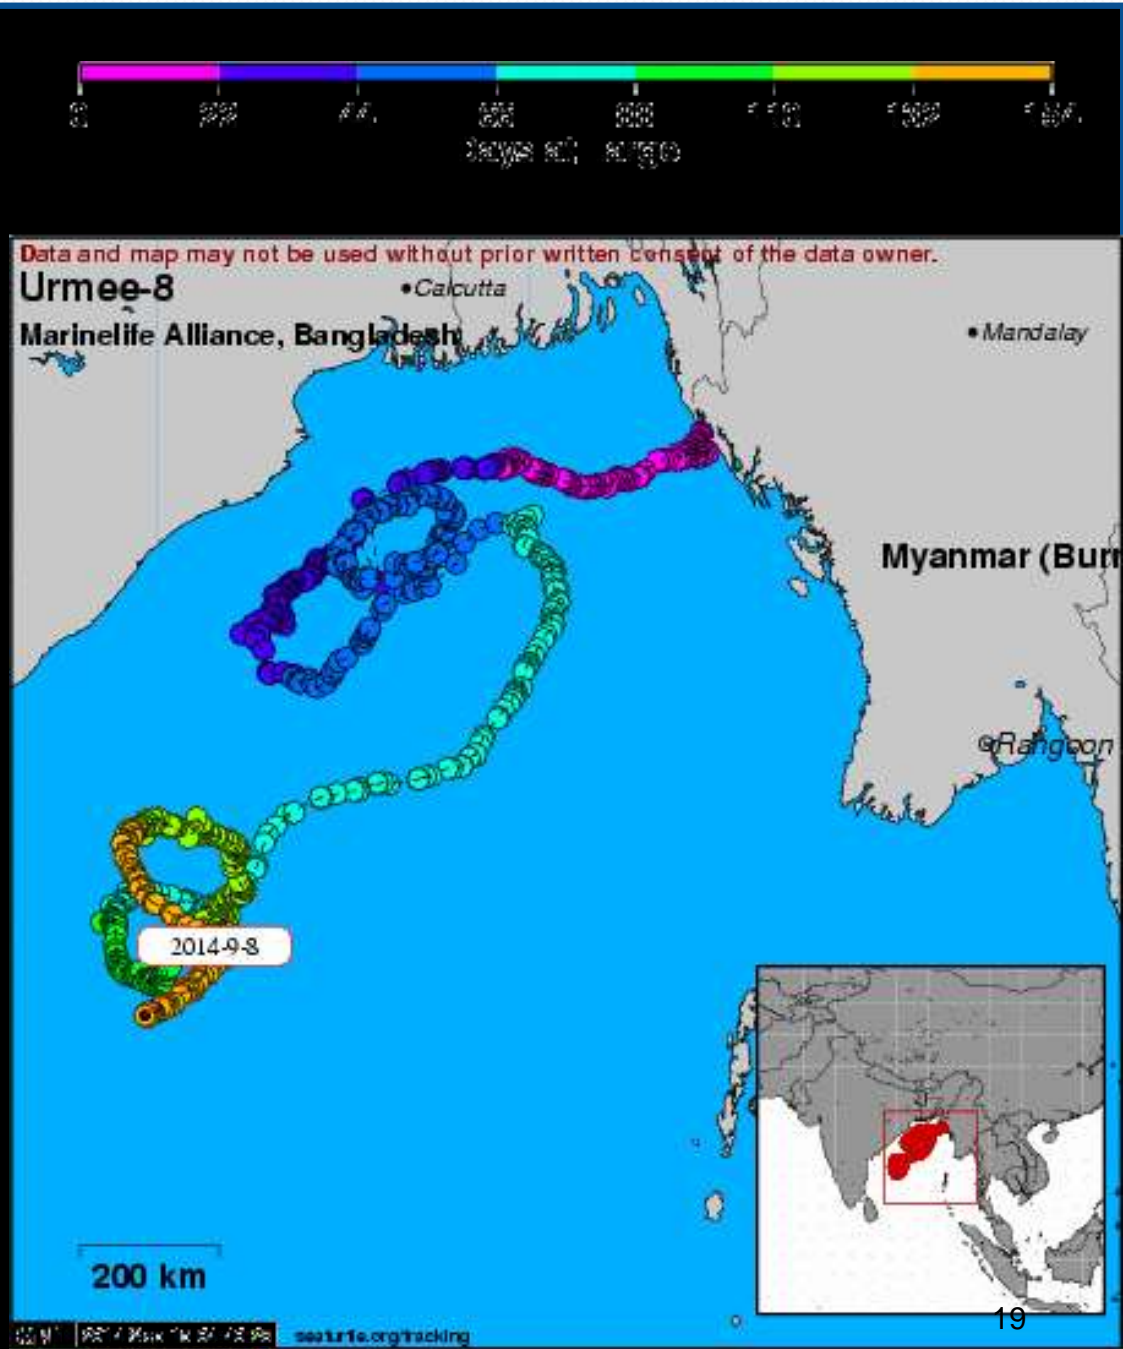 Data and map may not be used without prior written consent of the data owner.
Urmee-8
Calcutta
Marinelife Alliance, Bangladesh
Mandalay
Myanmar (Bur
Rangoon
2014-9-8
200 km
19
seaturtle.org/tracking